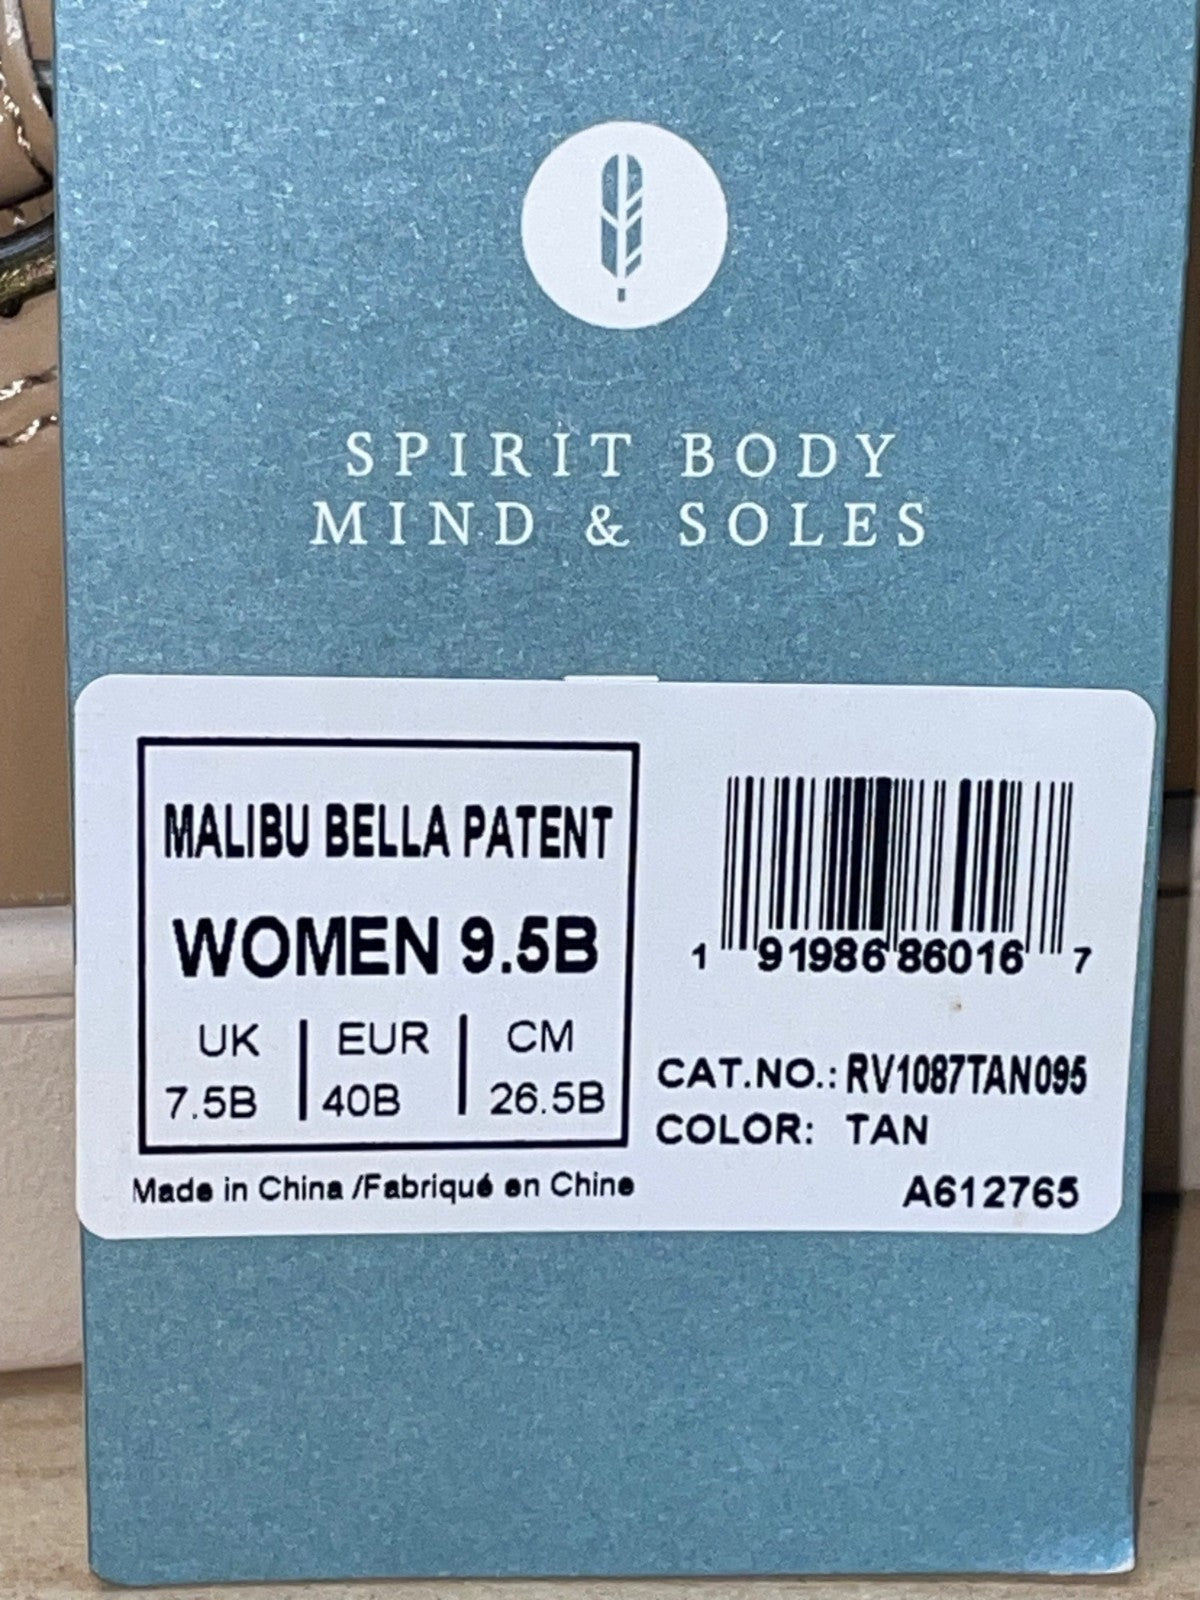 SPIRIT BODY
MIND & SOLES
MALIBU BELLA PATENT
WOMEN 9.5B
UK | EUR | CM
7.5B | 40B | 26.5B
Made in China /Fabriqué en Chine
1 91986 86016 7
CAT.NO.: RV1087TAN095
COLOR: TAN
A612765